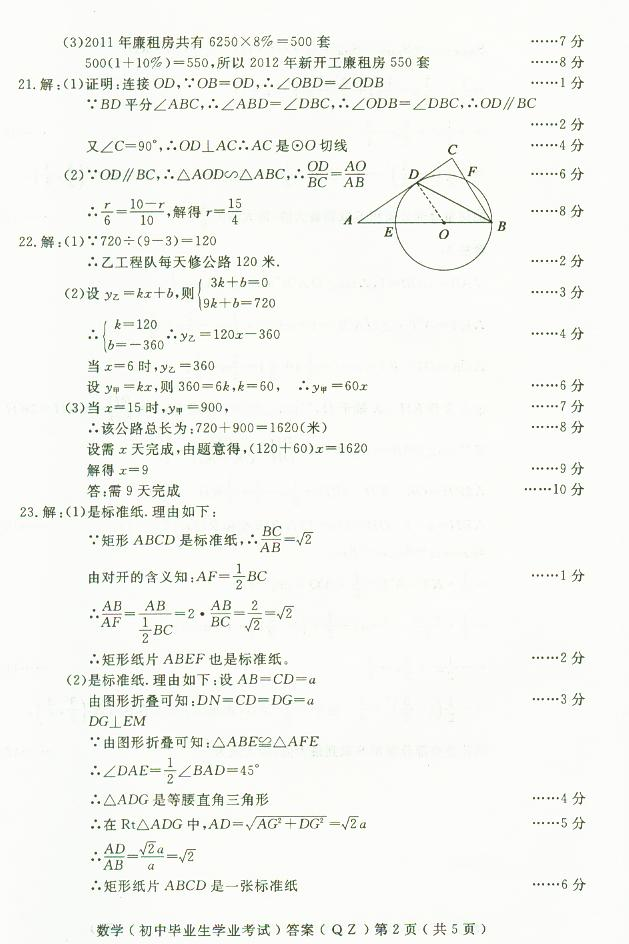 (3)2011年廉租房共有6250×8%=500套 ……7分
500(1+10%)=550,所以2012年新开工廉租房550套 ……8分
21.解:(1)证明:连接OD,∵OB=OD,∴∠OBD=∠ODB ……1分
∵BD平分∠ABC,∴∠ABD=∠DBC,∴∠ODB=∠DBC,∴OD∥BC
……2分
又∠C=90°,∴OD⊥AC∴AC是⊙O切线 ……4分
(2)∵OD∥BC,∴△AOD∽△ABC,∴OD/BC=AO/AB ……6分
∴r/6=(10-r)/10,解得r=15/4 ……8分
C
D
F
A
E
O
B
22.解:(1)∵720÷(9-3)=120
∴乙工程队每天修公路120米. ……2分
(2)设y乙=kx+b,则{3k+b=0 ……3分
9k+b=720
∴{k=120 ∴y乙=120x-360 ……4分
b=-360
当x=6时,y乙=360
设y甲=kx,则360=6k,k=60, ∴y甲=60x ……6分
(3)当x=15时,y甲=900, ……7分
∴该公路总长为:720+900=1620(米) ……8分
设需x天完成,由题意得,(120+60)x=1620
解得x=9 ……9分
答:需9天完成 ……10分
23.解:(1)是标准纸.理由如下:
∵矩形ABCD是标准纸,∴BC/AB=√2
由对开的含义知:AF=1/2BC ……1分
∴AB/AF=AB/(1/2BC)=2·AB/BC=2/√2=√2
∴矩形纸片ABEF也是标准纸。 ……2分
(2)是标准纸.理由如下:设AB=CD=a
由图形折叠可知:DN=CD=DG=a ……3分
DG⊥EM
∵由图形折叠可知:△ABE≌△AFE
∴∠DAE=1/2∠BAD=45°
∴△ADG是等腰直角三角形 ……4分
∴在Rt△ADG中,AD=√(AG²+DG²)=√2a ……5分
∴AD/AB=√2a/a=√2
∴矩形纸片ABCD是一张标准纸 ……6分
数学(初中毕业生学业考试)答案(QZ)第2页(共5页)